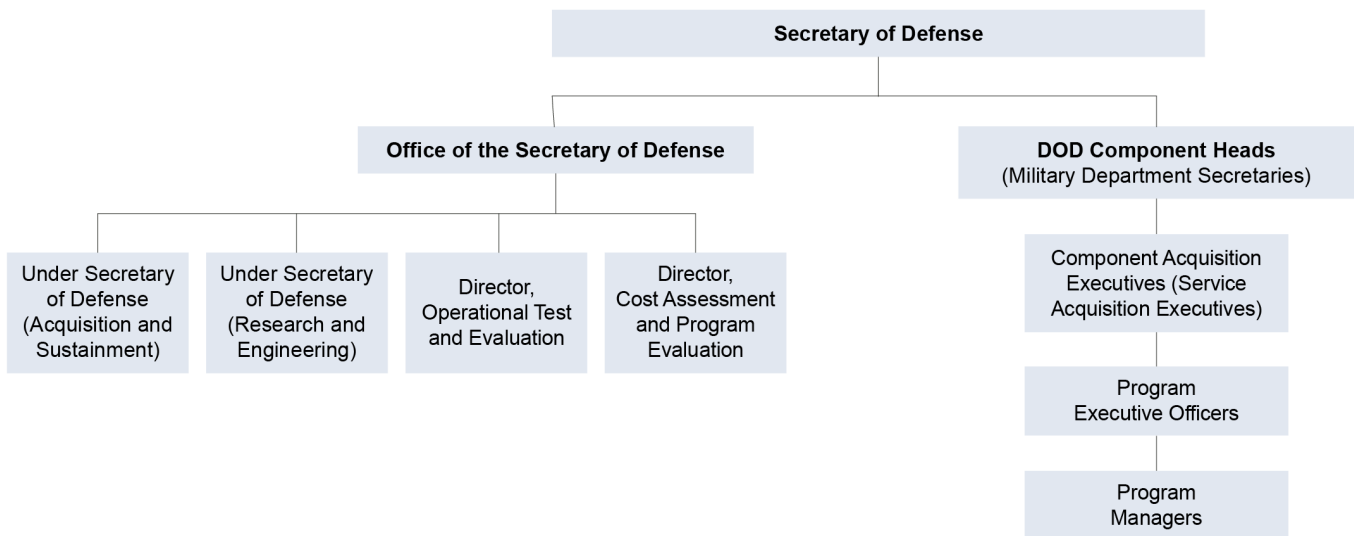 Secretary of Defense
Office of the Secretary of Defense
DOD Component Heads
(Military Department Secretaries)
Under Secretary
of Defense
(Acquisition and
Sustainment)
Under Secretary
of Defense
(Research and
Engineering)
Director,
Operational Test
and Evaluation
Director,
Cost Assessment
and Program
Evaluation
Component Acquisition
Executives (Service
Acquisition Executives)
Program
Executive Officers
Program
Managers